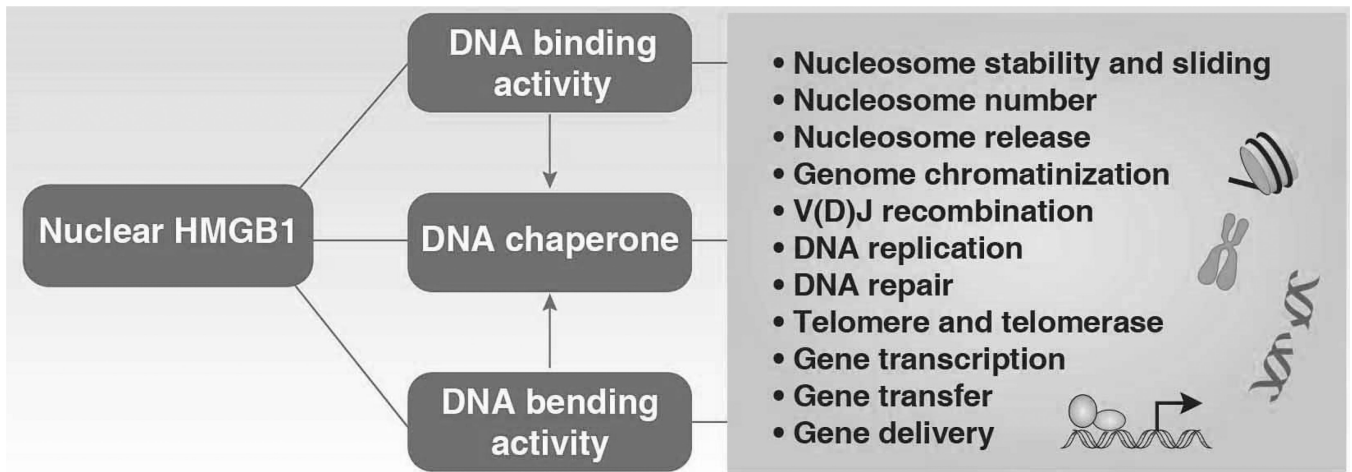 Nuclear HMGB1
DNA binding
activity
DNA chaperone
DNA bending
activity
• Nucleosome stability and sliding
• Nucleosome number
• Nucleosome release
• Genome chromatinization
• V(D)J recombination
• DNA replication
• DNA repair
• Telomere and telomerase
• Gene transcription
• Gene transfer
• Gene delivery